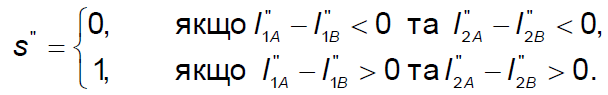 s" = { 0, якщо l"₁A − l"₁B < 0 та l"₂A − l"₂B < 0,
1, якщо l"₁A − l"₁B > 0 та l"₂A − l"₂B > 0.